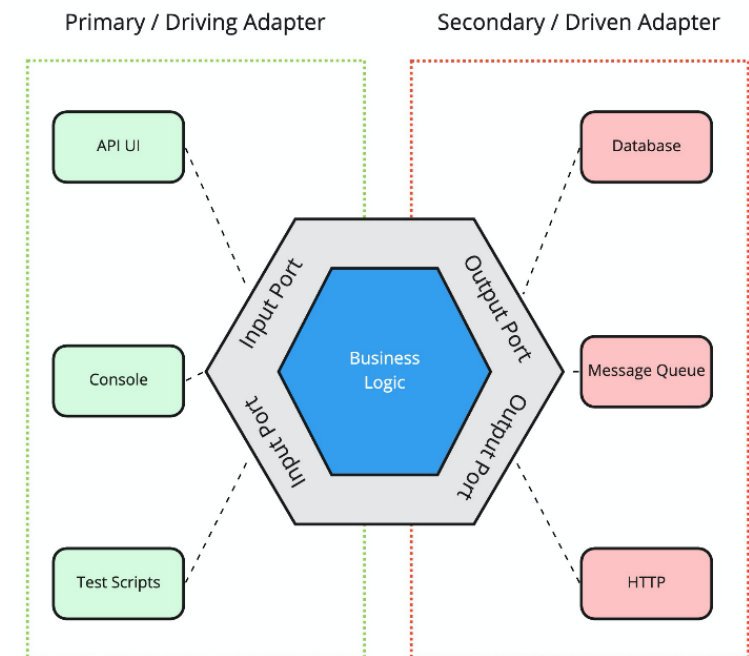 Primary / Driving Adapter
Secondary / Driven Adapter
API UI
Database
Input Port
Output Port
Business
Logic
Console
Message Queue
Input Port
Output Port
Test Scripts
HTTP